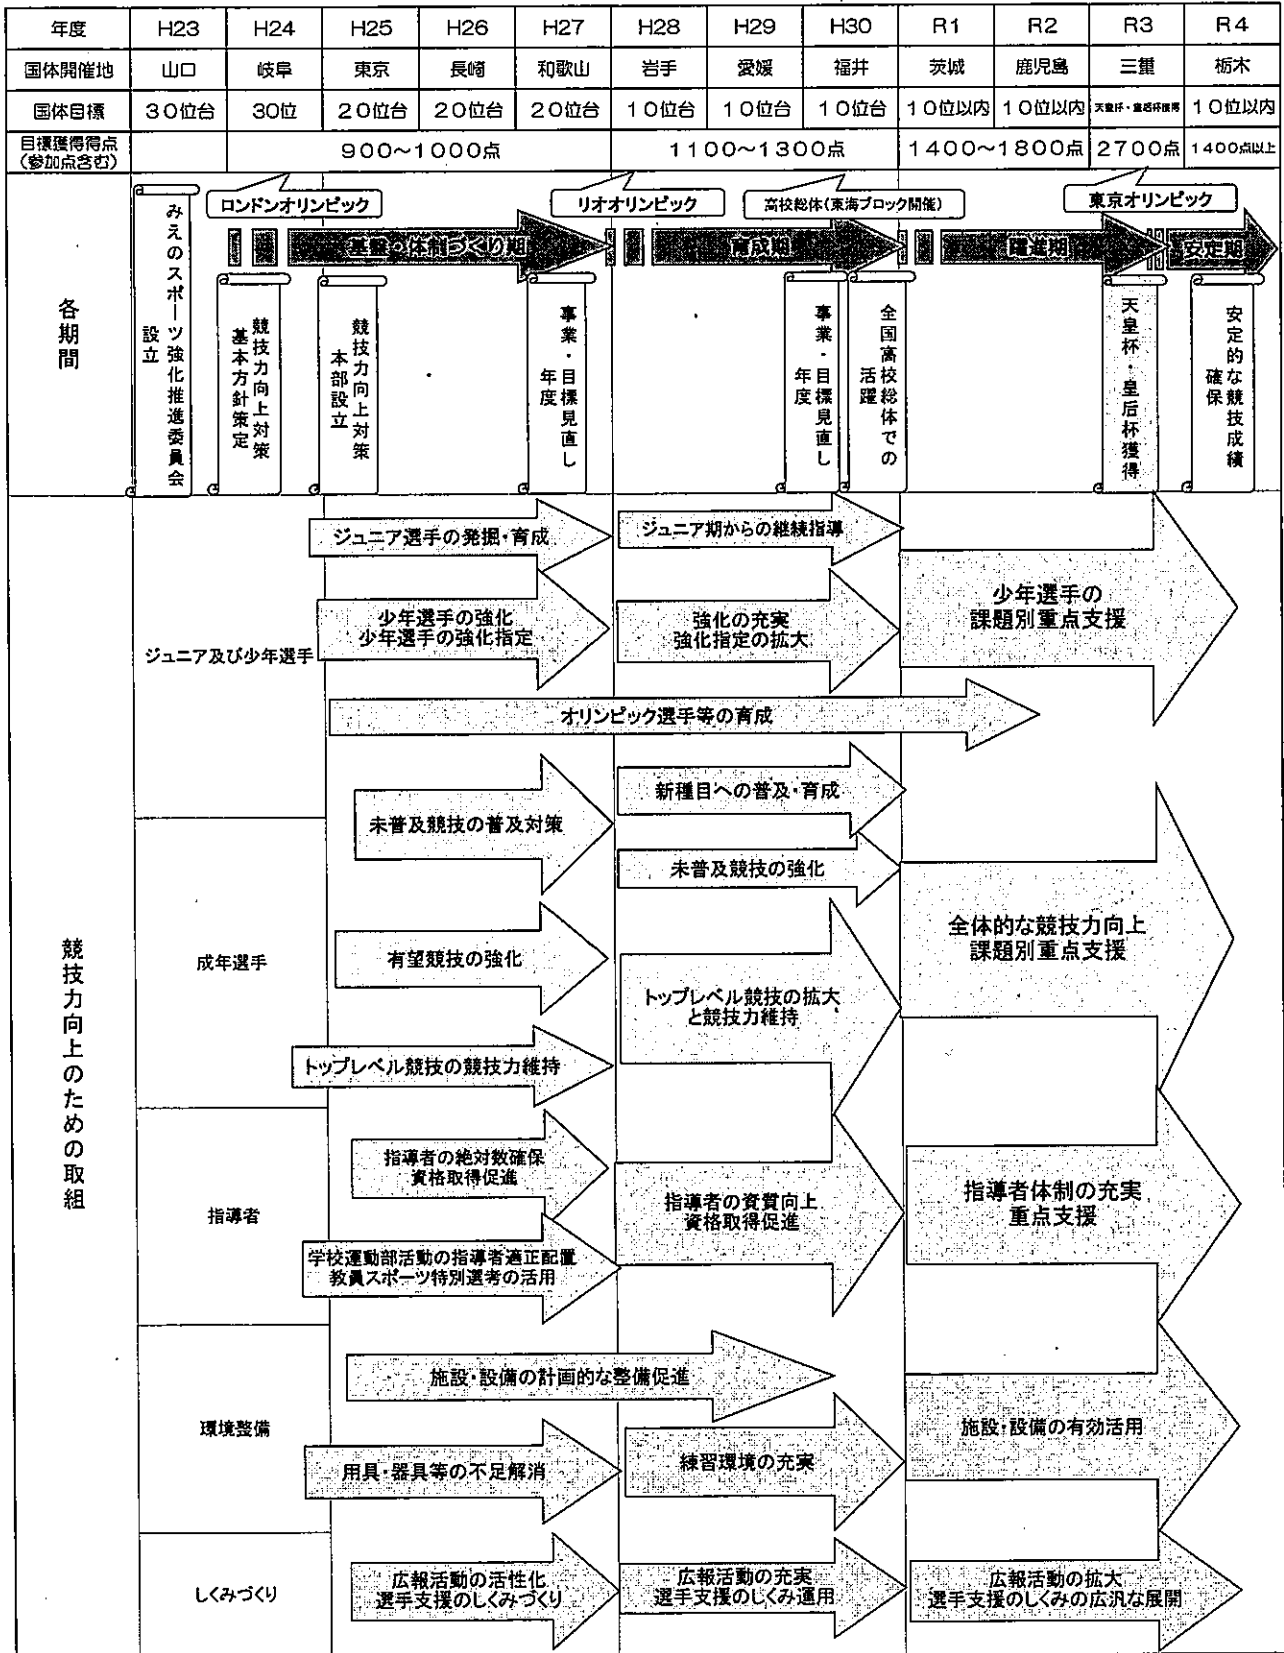 年度 H23 H24 H25 H26 H27 H28 H29 H30 R1 R2 R3 R4
国体開催地 山口 岐阜 東京 長崎 和歌山 岩手 愛媛 福井 茨城 鹿児島 三重 栃木
国体目標 30位台 30位 20位台 20位台 20位台 10位台 10位台 10位台 10位以内 10位以内 天皇杯・皇后杯獲得 10位以内
目標獲得得点
(参加点含む)
900～1000点 1100～1300点 1400～1800点 2700点 1400点以上
各期間
ロンドンオリンピック
リオオリンピック
高校総体(東海ブロック開催)
東京オリンピック
基盤・体制づくり期
育成期
躍進期
安定期
みえのスポーツ強化推進委員会
設立
競技力向上対策
基本方針策定
競技力向上対策
本部設立
事業・目標見直し
年度
事業・目標見直し
年度
全国高校総体での
活躍
天皇杯・皇后杯獲得
安定的な競技成績
確保
競技力向上のための取組
ジュニア及び少年選手
ジュニア選手の発掘・育成
ジュニア期からの継続指導
少年選手の強化
少年選手の強化指定
強化の充実
強化指定の拡大
少年選手の
課題別重点支援
オリンピック選手等の育成
未普及競技の普及対策
新種目への普及・育成
未普及競技の強化
成年選手
有望競技の強化
トップレベル競技の拡大
と競技力維持
全体的な競技力向上
課題別重点支援
トップレベル競技の競技力維持
指導者
指導者の絶対数確保
資格取得促進
指導者の資質向上
資格取得促進
指導者体制の充実
重点支援
学校運動部活動の指導者適正配置
教員スポーツ特別選考の活用
環境整備
施設・設備の計画的な整備促進
用具・器具等の不足解消
練習環境の充実
施設・設備の有効活用
しくみづくり
広報活動の活性化
選手支援のしくみづくり
広報活動の充実
選手支援のしくみ運用
広報活動の拡大
選手支援のしくみの広汎な展開